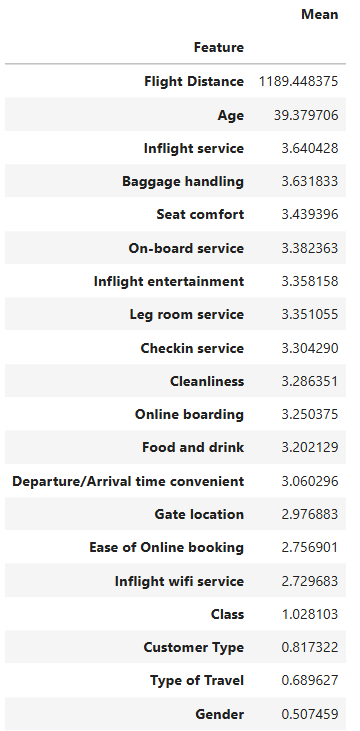 Mean
Feature
Flight Distance 1189.448375
Age 39.379706
Inflight service 3.640428
Baggage handling 3.631833
Seat comfort 3.439396
On-board service 3.382363
Inflight entertainment 3.358158
Leg room service 3.351055
Checkin service 3.304290
Cleanliness 3.286351
Online boarding 3.250375
Food and drink 3.202129
Departure/Arrival time convenient 3.060296
Gate location 2.976883
Ease of Online booking 2.756901
Inflight wifi service 2.729683
Class 1.028103
Customer Type 0.817322
Type of Travel 0.689627
Gender 0.507459